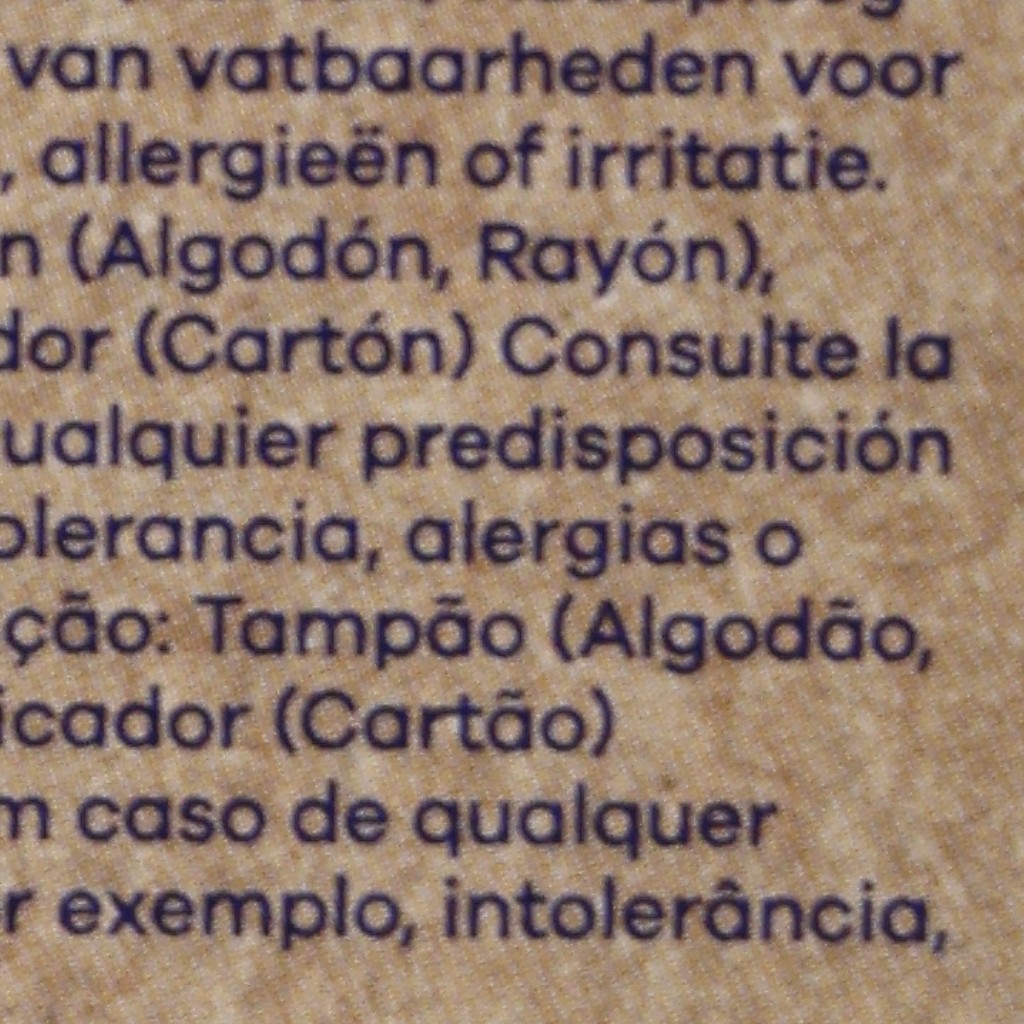 van vatbaarheden voor
, allergieën of irritatie.
n (Algodón, Rayón),
dor (Cartón) Consulte la
ualquier predisposición
olerancia, alergias o
ção: Tampão (Algodão,
icador (Cartão)
m caso de qualquer
r exemplo, intolerância,